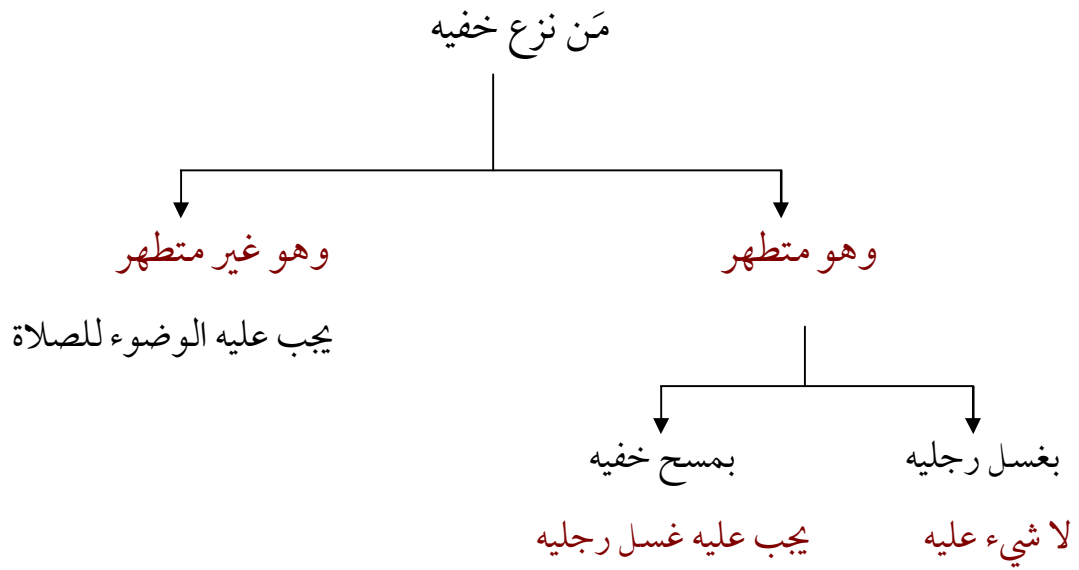 مَن نزع خفيه
وهو متطهر
وهو غير متطهر
يجب عليه الوضوء للصلاة
بغسل رجليه
بمسح خفيه
لا شيء عليه
يجب عليه غسل رجليه